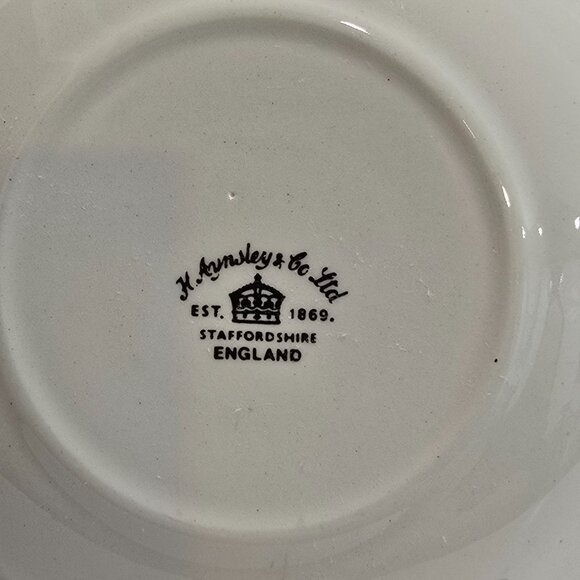 H. Aynsley & Co Ltd
EST. 1869.
STAFFORDSHIRE
ENGLAND